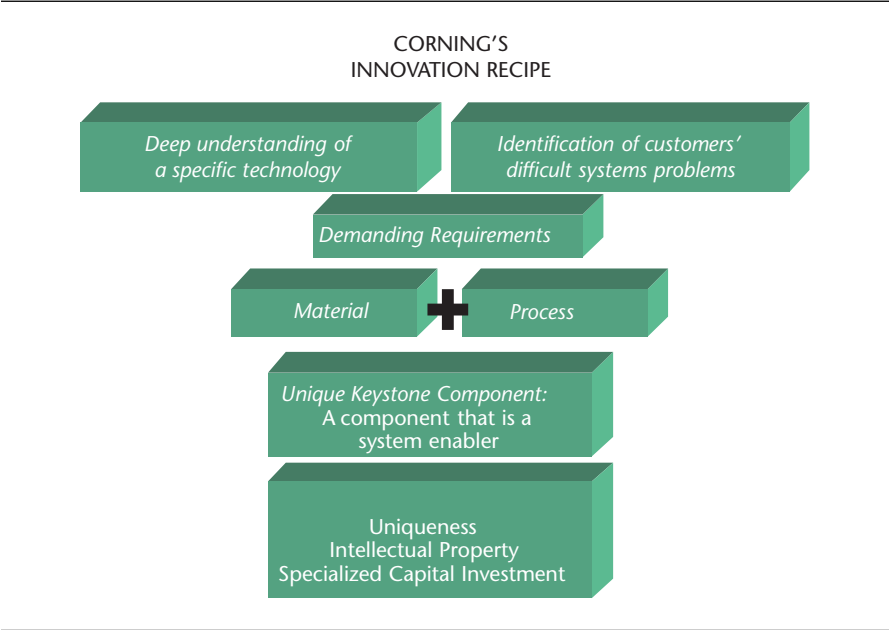 CORNING’S
INNOVATION RECIPE
Deep understanding of
a specific technology
Identification of customers’
difficult systems problems
Demanding Requirements
Material
Process
Unique Keystone Component:
A component that is a
system enabler
Uniqueness
Intellectual Property
Specialized Capital Investment